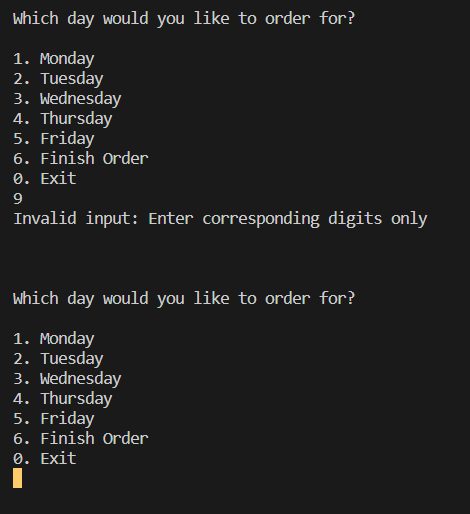 Which day would you like to order for?
1. Monday
2. Tuesday
3. Wednesday
4. Thursday
5. Friday
6. Finish Order
0. Exit
9
Invalid input: Enter corresponding digits only
Which day would you like to order for?
1. Monday
2. Tuesday
3. Wednesday
4. Thursday
5. Friday
6. Finish Order
0. Exit